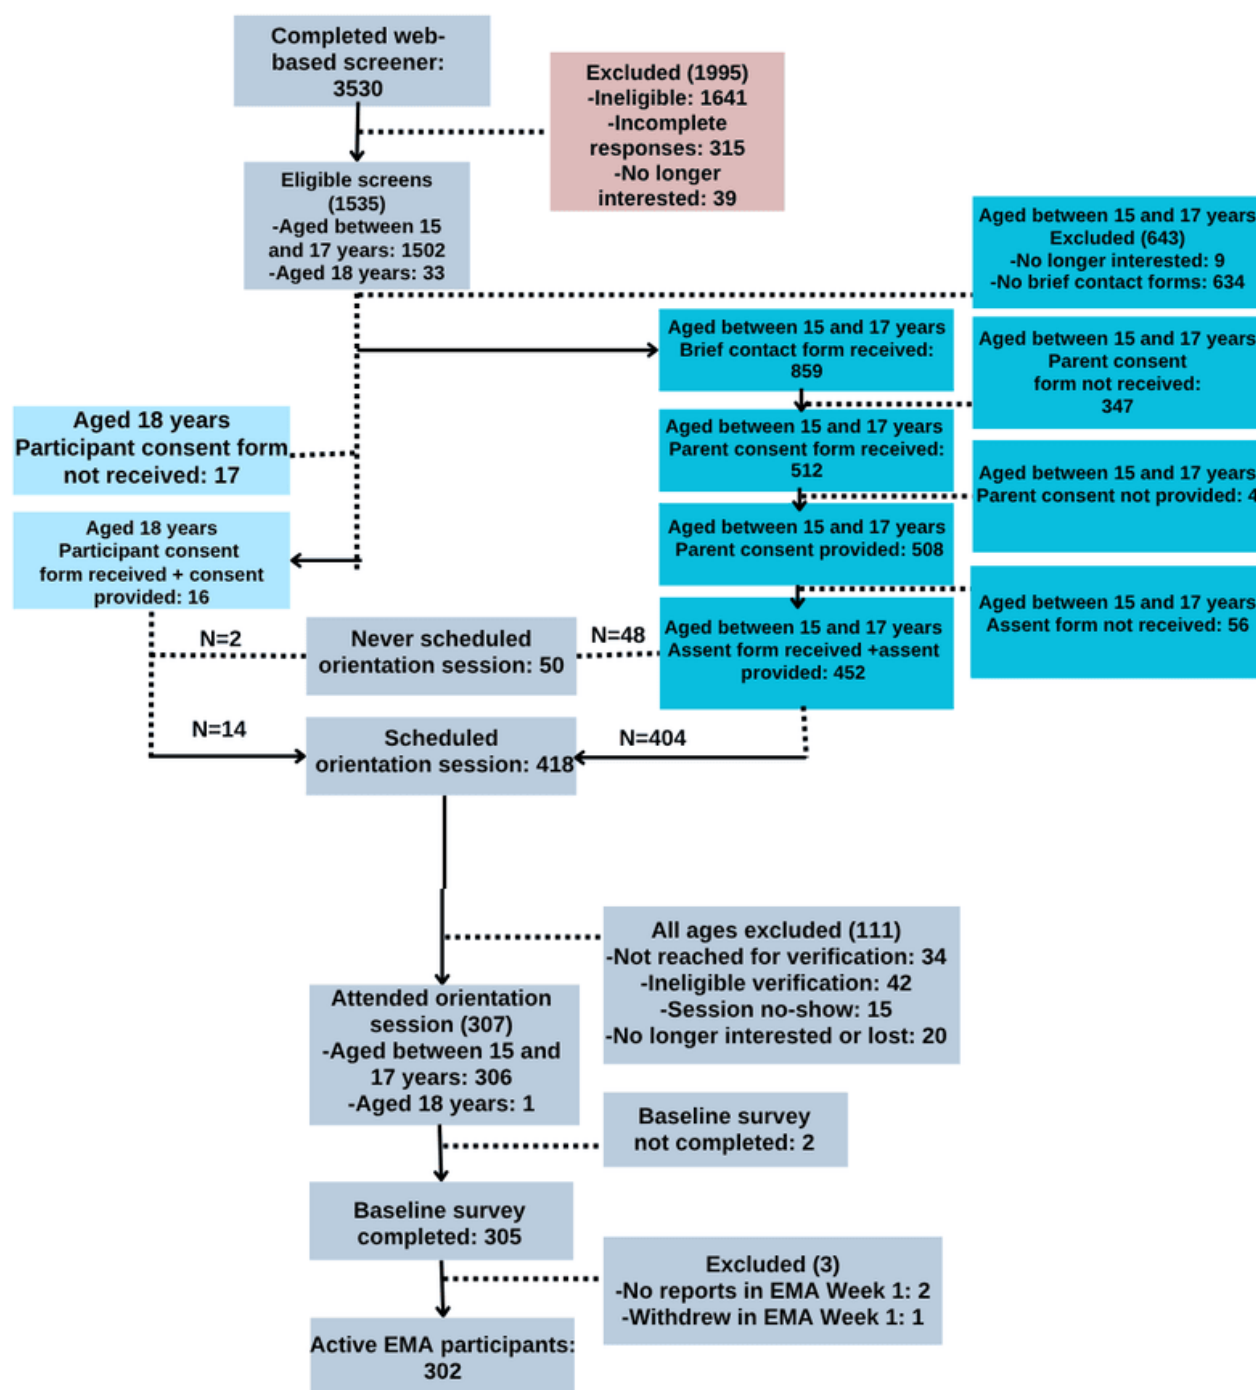 Completed web-
based screener:
3530
Excluded (1995)
-Ineligible: 1641
-Incomplete
responses: 315
-No longer
interested: 39
Eligible screens
(1535)
-Aged between 15
and 17 years: 1502
-Aged 18 years: 33
Aged between 15 and 17 years
Excluded (643)
-No longer interested: 9
-No brief contact forms: 634
Aged between 15 and 17 years
Brief contact form received:
859
Aged between 15 and 17 years
Parent consent
form not received:
347
Aged 18 years
Participant consent form
not received: 17
Aged between 15 and 17 years
Parent consent form received:
512
Aged between 15 and 17 years
Parent consent not provided: 4
Aged 18 years
Participant consent
form received + consent
provided: 16
Aged between 15 and 17 years
Parent consent provided: 508
Aged between 15 and 17 years
Assent form not received: 56
N=2
Never scheduled
orientation session: 50
N=48
Aged between 15 and 17 years
Assent form received +assent
provided: 452
N=14
Scheduled
orientation session: 418
N=404
All ages excluded (111)
-Not reached for verification: 34
-Ineligible verification: 42
-Session no-show: 15
-No longer interested or lost: 20
Attended orientation
session (307)
-Aged between 15 and
17 years: 306
-Aged 18 years: 1
Baseline survey
not completed: 2
Baseline survey
completed: 305
Excluded (3)
-No reports in EMA Week 1: 2
-Withdrew in EMA Week 1: 1
Active EMA participants:
302